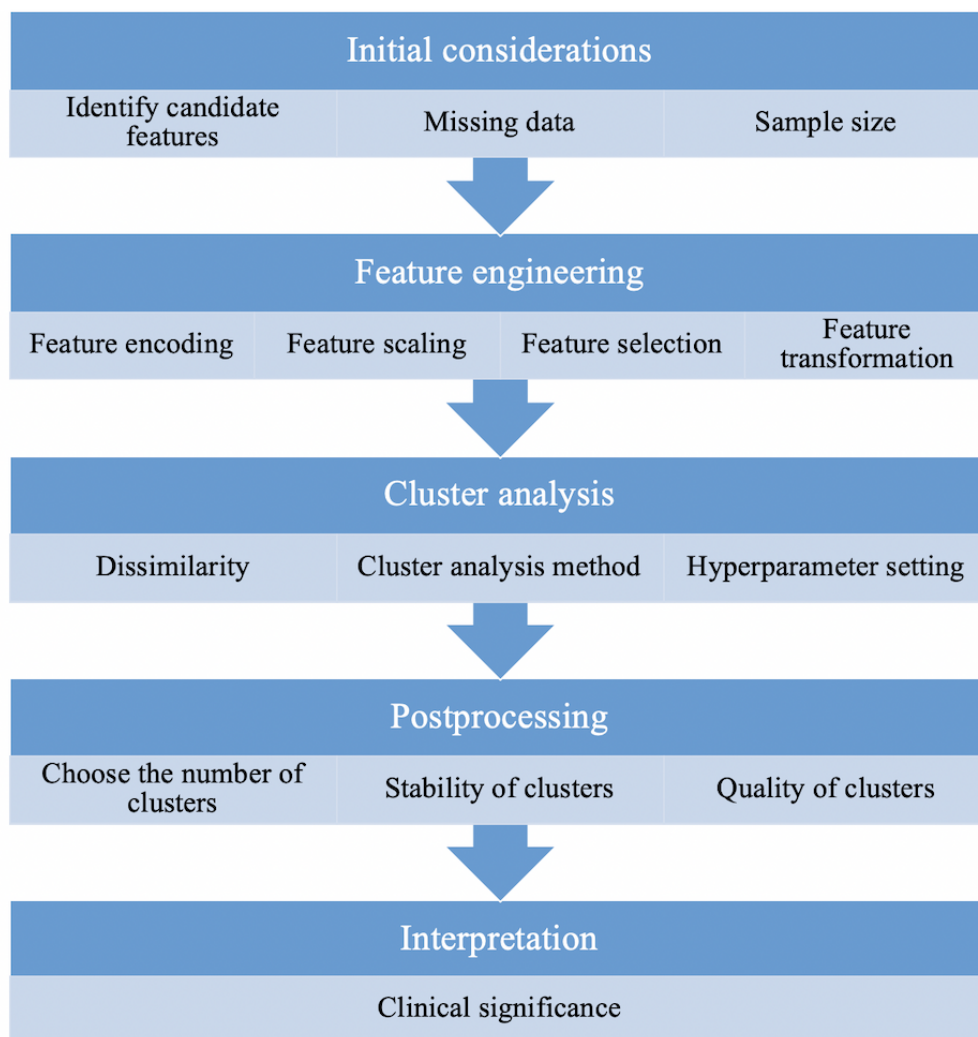 Initial considerations
Identify candidate
features
Missing data
Sample size
Feature engineering
Feature encoding
Feature scaling
Feature selection
Feature
transformation
Cluster analysis
Dissimilarity
Cluster analysis method
Hyperparameter setting
Postprocessing
Choose the number of
clusters
Stability of clusters
Quality of clusters
Interpretation
Clinical significance